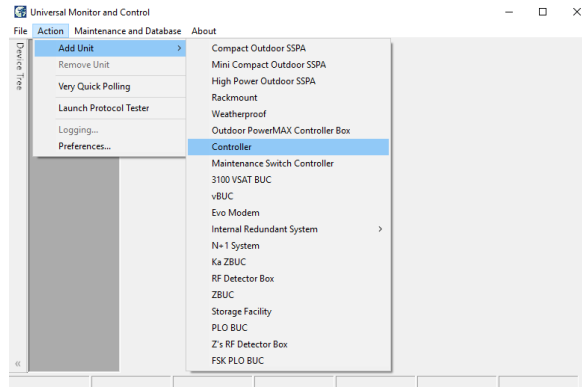 Universal Monitor and Control
File Action Maintenance and Database About
Device Tree
Add Unit
Remove Unit
Very Quick Polling
Launch Protocol Tester
Logging...
Preferences...
Compact Outdoor SSPA
Mini Compact Outdoor SSPA
High Power Outdoor SSPA
Rackmount
Weatherproof
Outdoor PowerMAX Controller Box
Controller
Maintenance Switch Controller
3100 VSAT BUC
vBUC
Evo Modem
Internal Redundant System
N+1 System
Ka ZBUC
RF Detector Box
ZBUC
Storage Facility
PLO BUC
Z's RF Detector Box
FSK PLO BUC